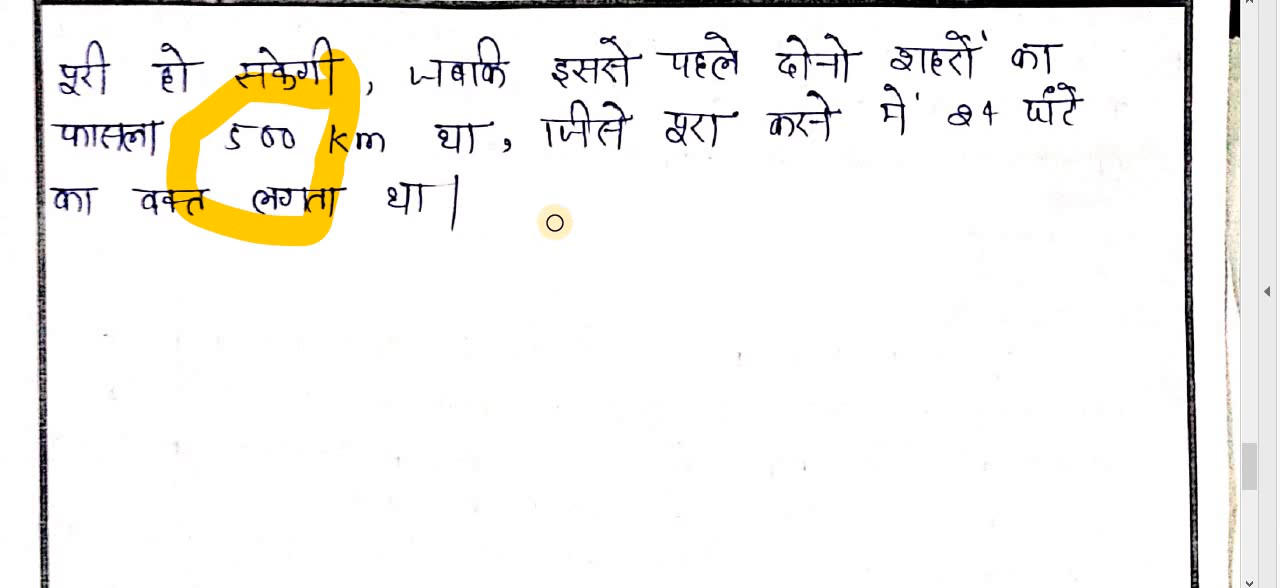 पूरी हो सकेगी, जबकि इससे पहले दोनो शहरों का
फासला 500 km था, जिसे पूरा करने में 24 घंटे
का वक्त लगता था|